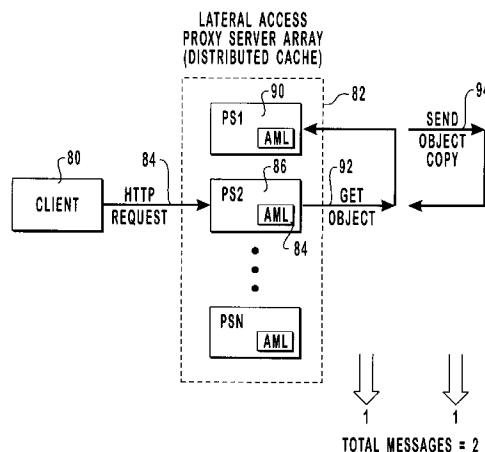 LATERAL ACCESS
PROXY SERVER ARRAY
(DISTRIBUTED CACHE)
90
82
94
PS1
AML
SEND
OBJECT
COPY
80
84
86
92
CLIENT
HTTP
REQUEST
PS2
AML
84
GET
OBJECT
PSN
AML
1
1
TOTAL MESSAGES = 2